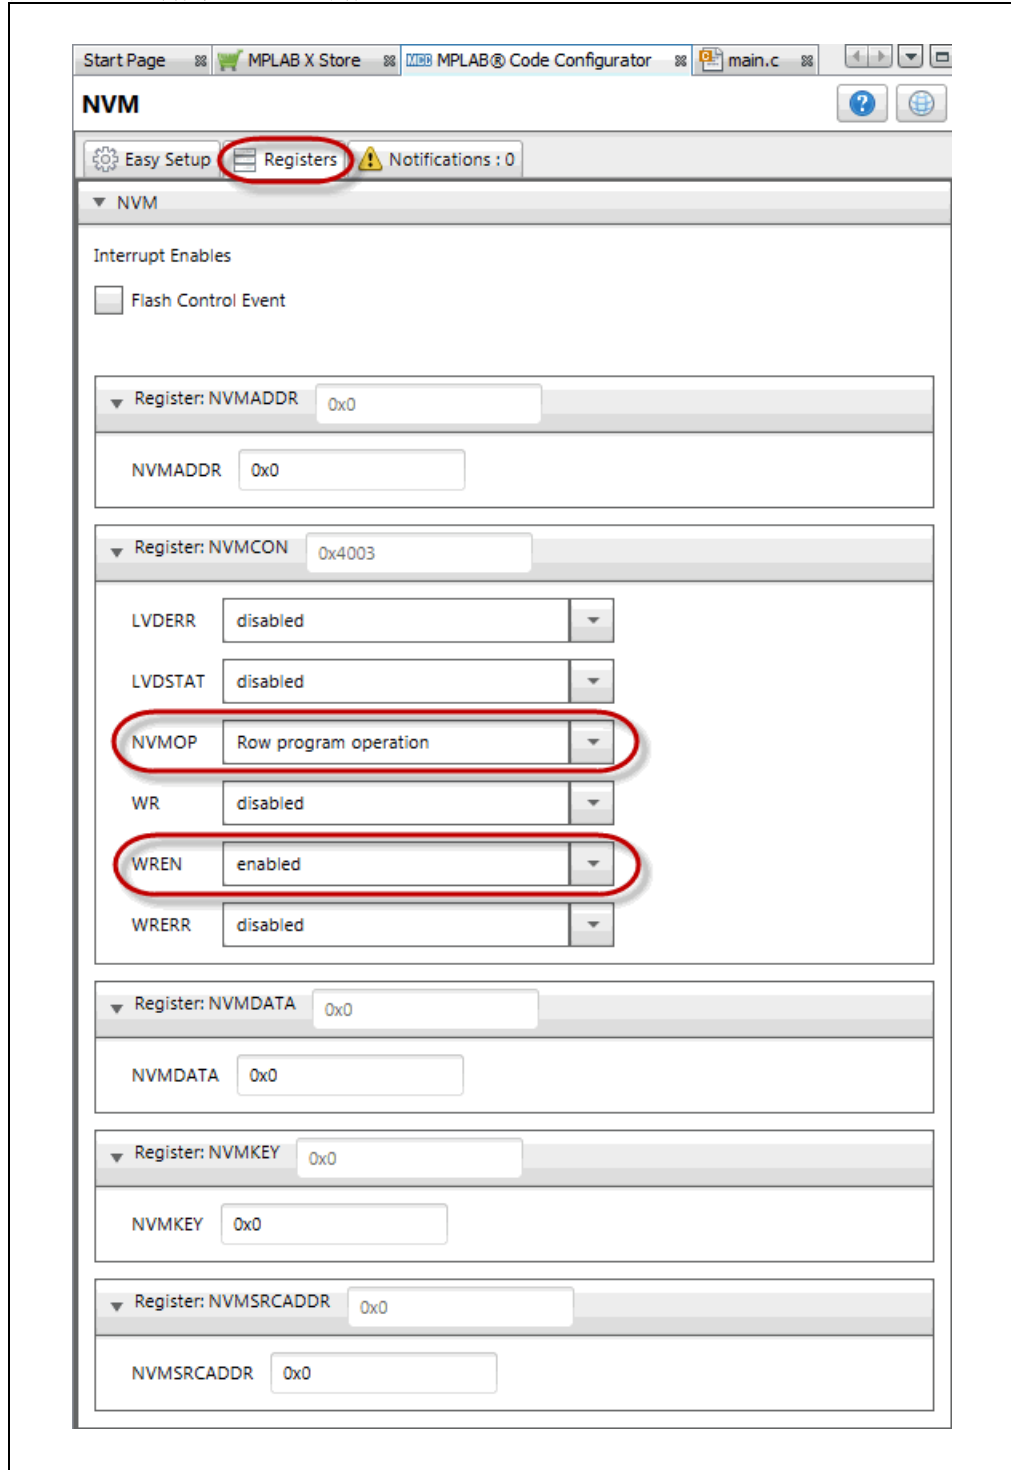 Start Page MPLAB X Store MCC MPLAB® Code Configurator main.c
NVM
Easy Setup Registers Notifications : 0
NVM
Interrupt Enables
Flash Control Event
Register: NVMADDR 0x0
NVMADDR 0x0
Register: NVMCON 0x4003
LVDERR disabled
LVDSTAT disabled
NVMOP Row program operation
WR disabled
WREN enabled
WRERR disabled
Register: NVMDATA 0x0
NVMDATA 0x0
Register: NVMKEY 0x0
NVMKEY 0x0
Register: NVMSRCADDR 0x0
NVMSRCADDR 0x0